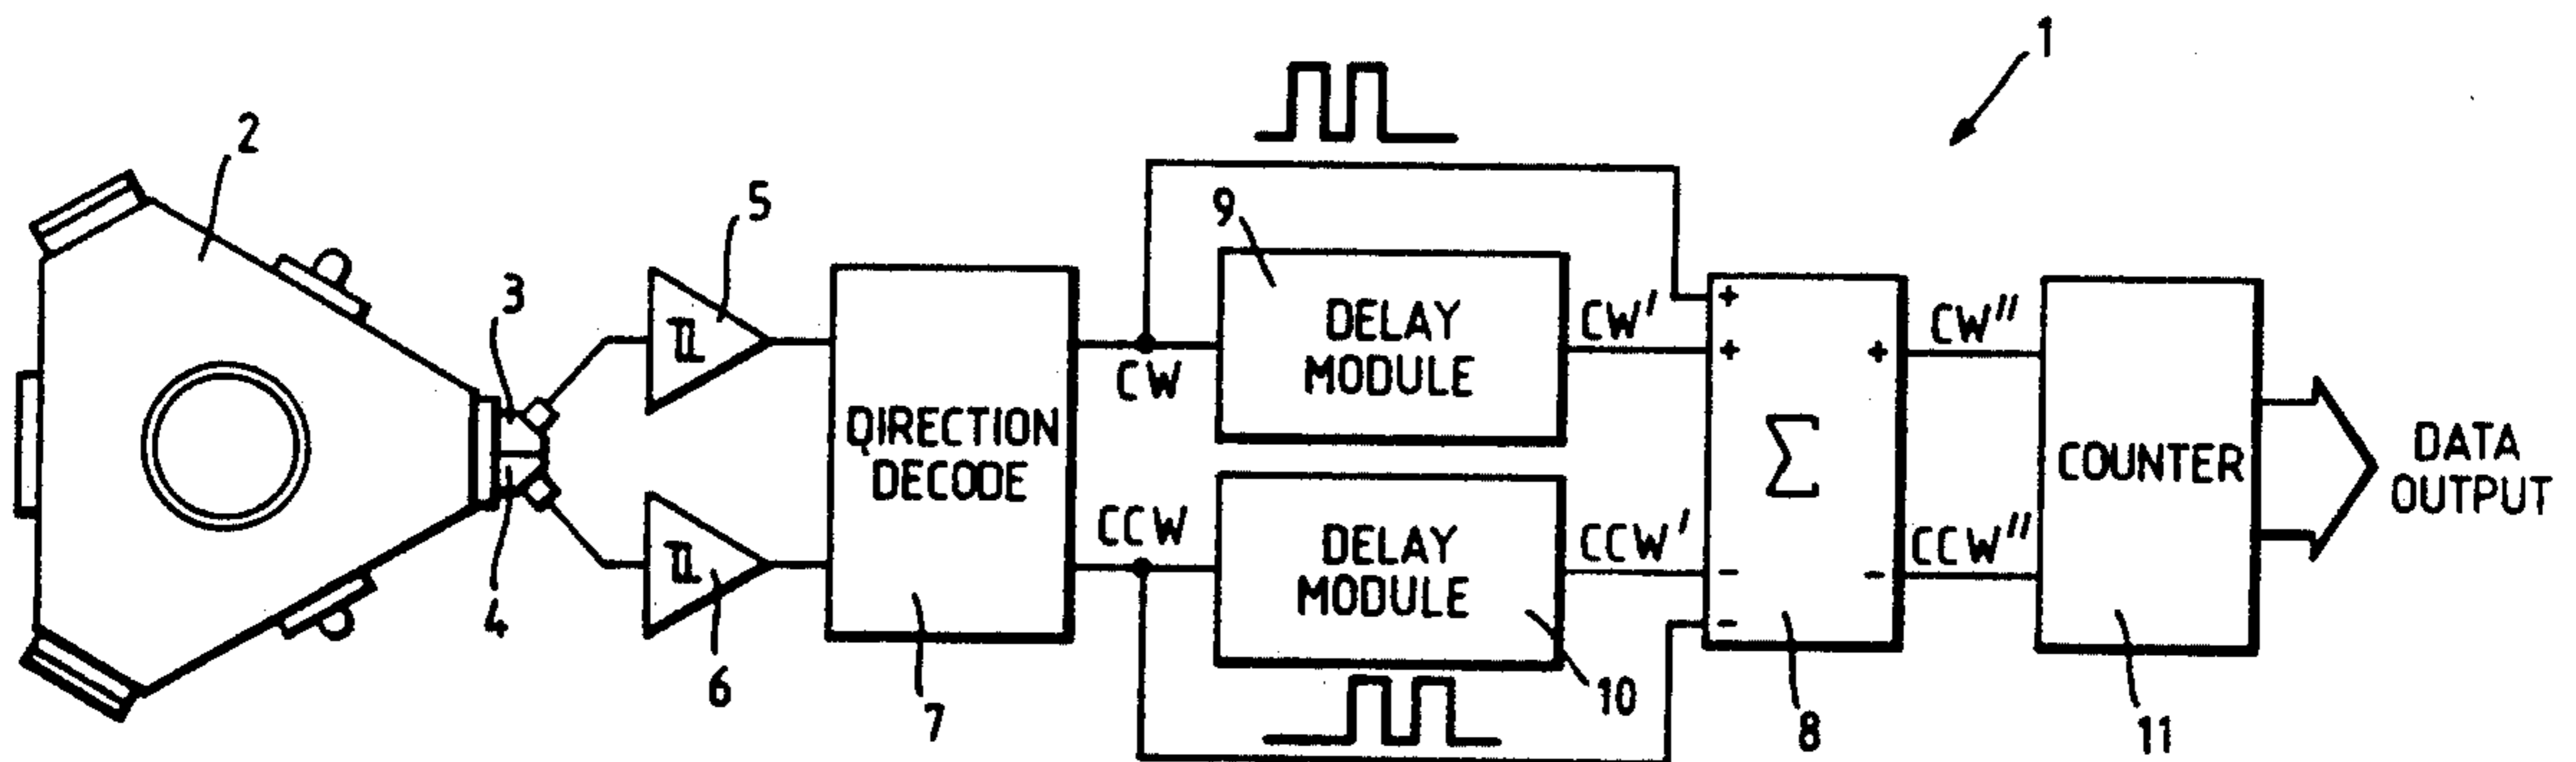 1
2
3
4
5
6
DIRECTION
DECODE
7
CW
CCW
9
DELAY
MODULE
DELAY
MODULE
10
CW'
CCW'
+
+
Σ
-
-
+
-
8
CW"
CCW"
COUNTER
11
DATA
OUTPUT